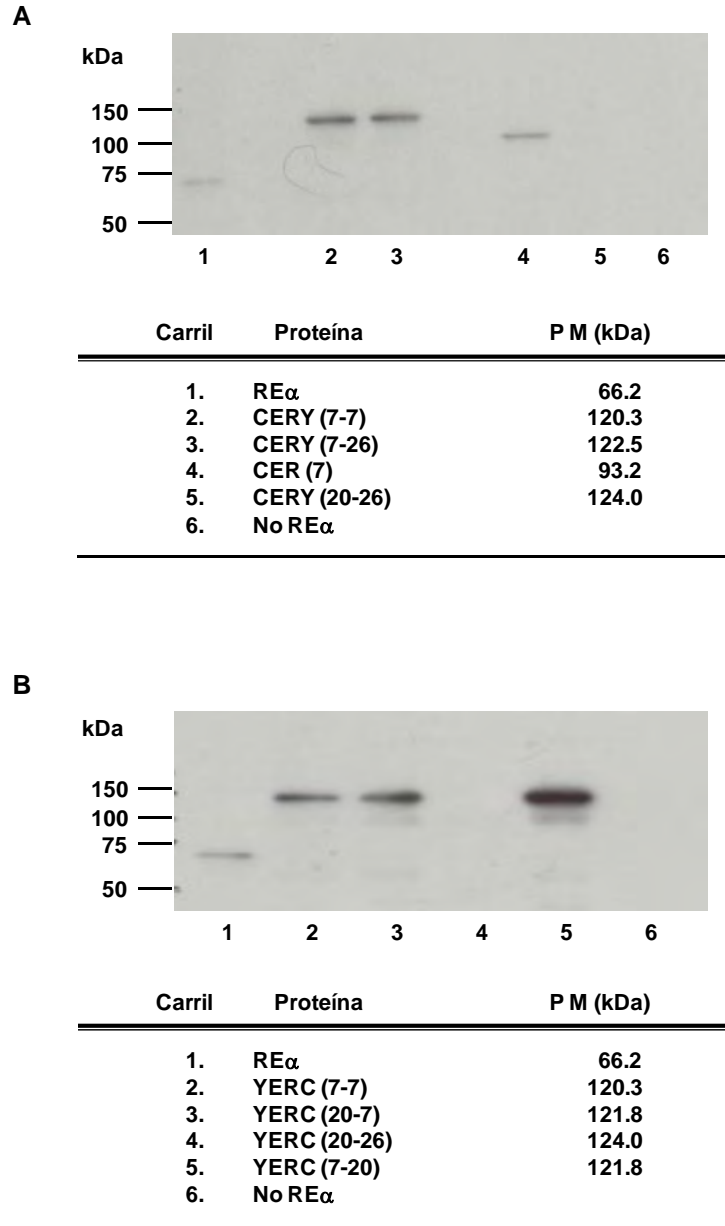 A
kDa
150
100
75
50
1 2 3 4 5 6
Carril Proteína P M (kDa)
1. REα 66.2
2. CERY (7-7) 120.3
3. CERY (7-26) 122.5
4. CER (7) 93.2
5. CERY (20-26) 124.0
6. No REα
B
kDa
150
100
75
50
1 2 3 4 5 6
Carril Proteína P M (kDa)
1. REα 66.2
2. YERC (7-7) 120.3
3. YERC (20-7) 121.8
4. YERC (20-26) 124.0
5. YERC (7-20) 121.8
6. No REα